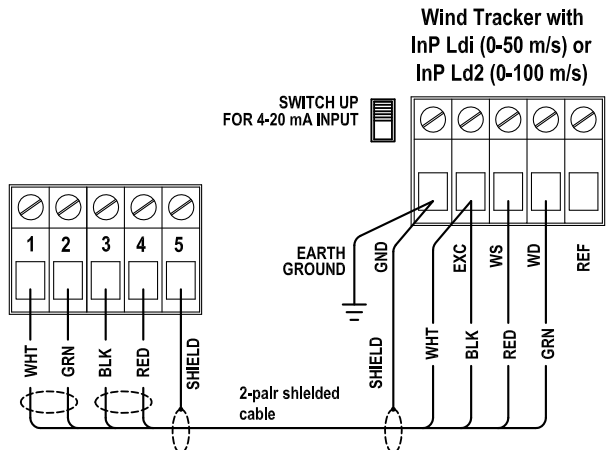 Wind Tracker with
InP Ldi (0-50 m/s) or
InP Ld2 (0-100 m/s)
SWITCH UP
FOR 4-20 mA INPUT
1 2 3 4 5
EARTH
GROUND
GND
EXC
WS
WD
REF
WHT
GRN
BLK
RED
SHIELD
2-pair shielded
cable
SHIELD
WHT
BLK
RED
GRN